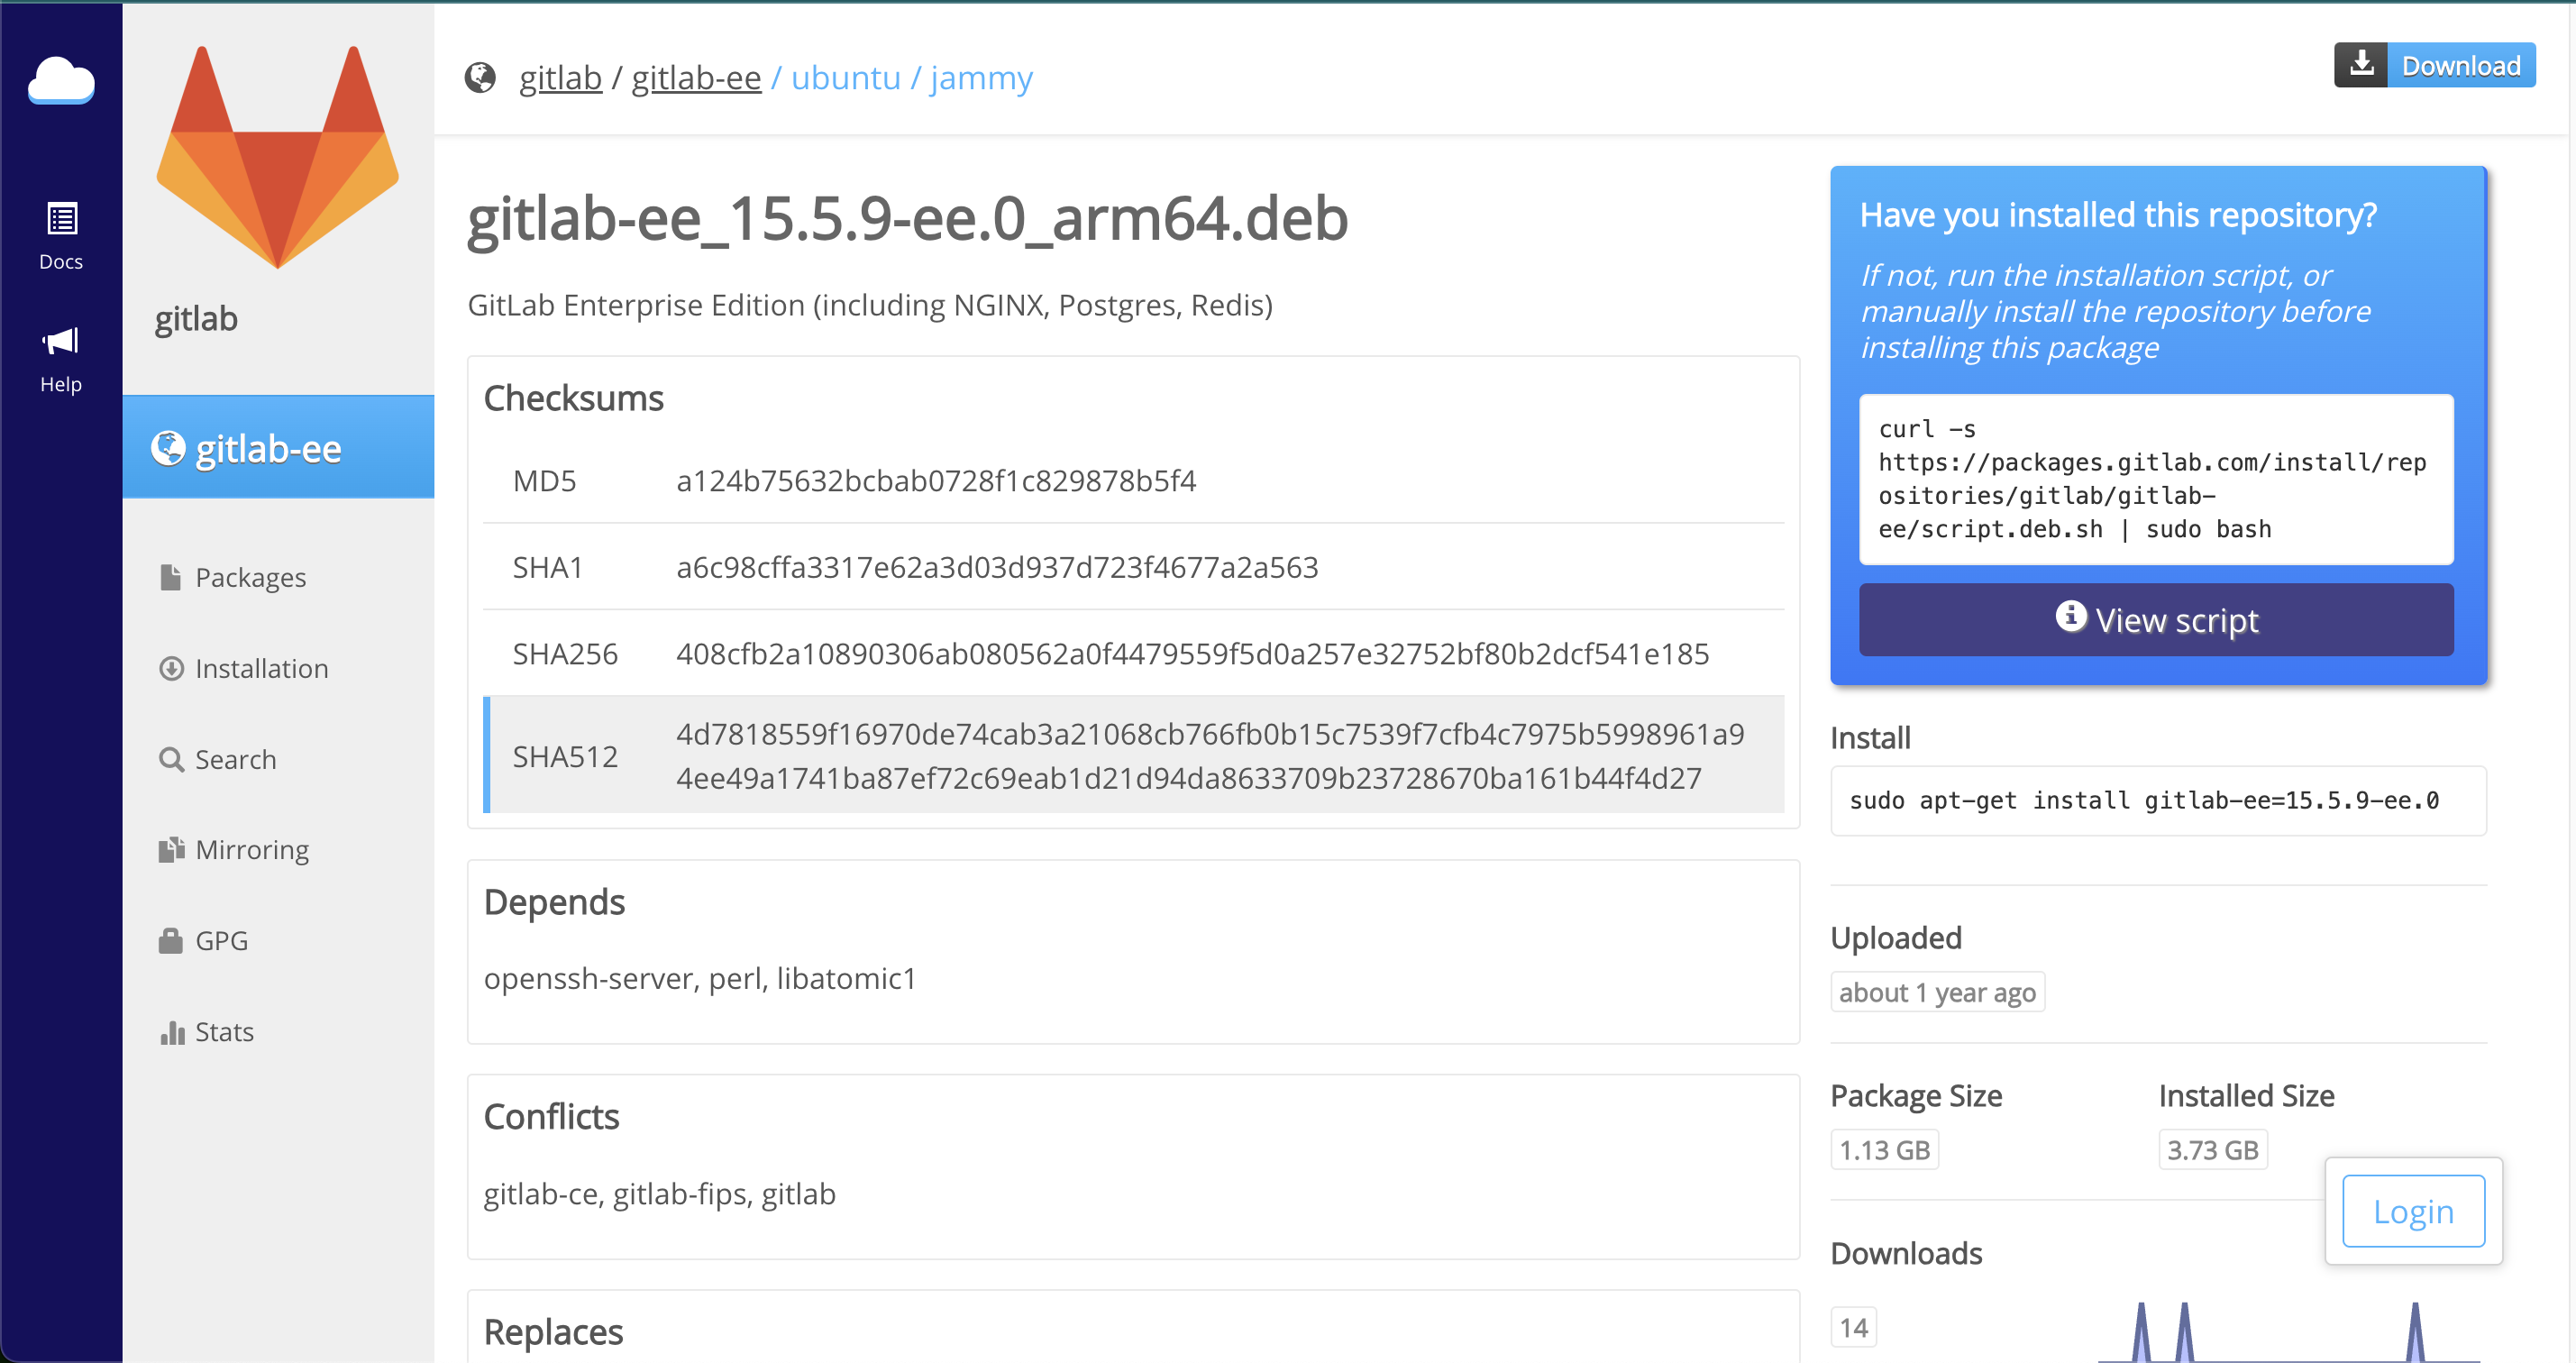 Docs
Help
gitlab
gitlab-ee
Packages
Installation
Search
Mirroring
GPG
Stats
gitlab / gitlab-ee / ubuntu / jammy
Download
gitlab-ee_15.5.9-ee.0_arm64.deb
GitLab Enterprise Edition (including NGINX, Postgres, Redis)
Checksums
MD5 a124b75632bcbab0728f1c829878b5f4
SHA1 a6c98cffa3317e62a3d03d937d723f4677a2a563
SHA256 408cfb2a10890306ab080562a0f4479559f5d0a257e32752bf80b2dcf541e185
SHA512 4d7818559f16970de74cab3a21068cb766fb0b15c7539f7cfb4c7975b5998961a9
4ee49a1741ba87ef72c69eab1d21d94da8633709b23728670ba161b44f4d27
Depends
openssh-server, perl, libatomic1
Conflicts
gitlab-ce, gitlab-fips, gitlab
Replaces
Have you installed this repository?
If not, run the installation script, or
manually install the repository before
installing this package
curl -s
https://packages.gitlab.com/install/rep
ositories/gitlab/gitlab-
ee/script.deb.sh | sudo bash
View script
Install
sudo apt-get install gitlab-ee=15.5.9-ee.0
Uploaded
about 1 year ago
Package Size Installed Size
1.13 GB 3.73 GB
Login
Downloads
14